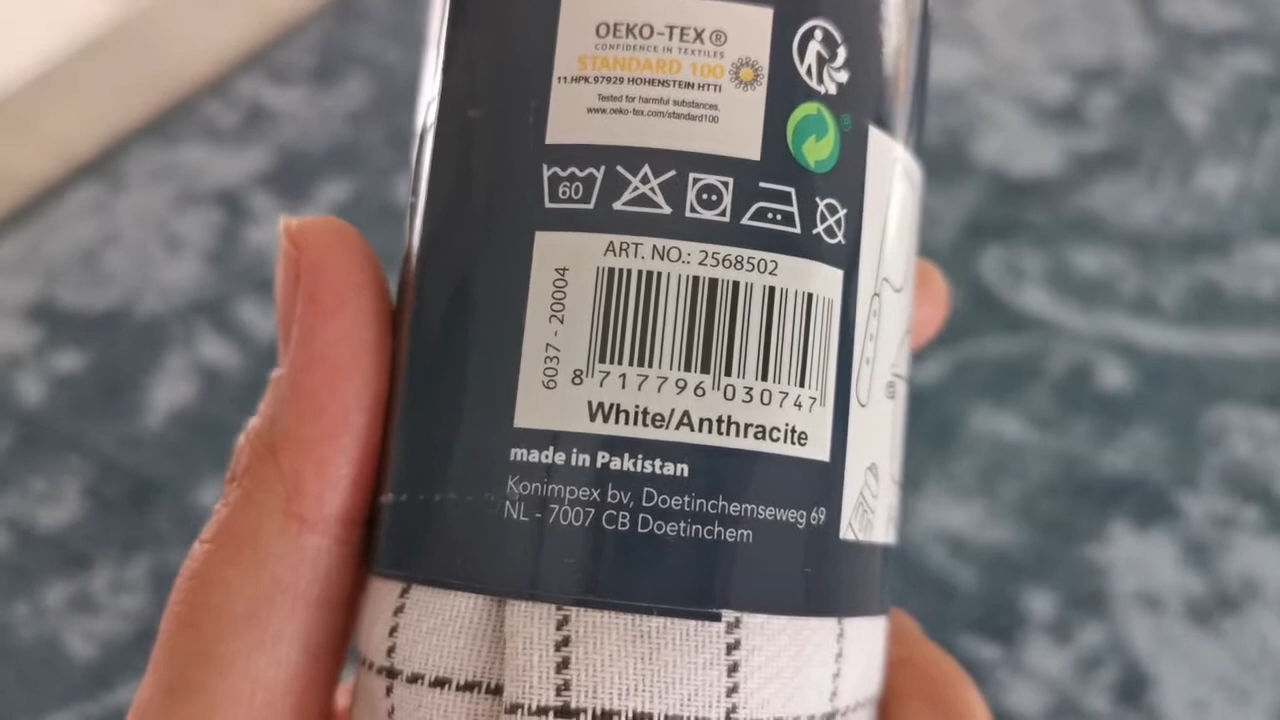 OEKO-TEX®
CONFIDENCE IN TEXTILES
STANDARD 100
11.HPK.97929 HOHENSTEIN HTTI
Tested for harmful substances.
www.oeko-tex.com/standard100
60
ART. NO.: 2568502
6037 - 20004
8 717796 030747
White/Anthracite
made in Pakistan
Konimpex bv, Doetinchemseweg 69
NL - 7007 CB Doetinchem